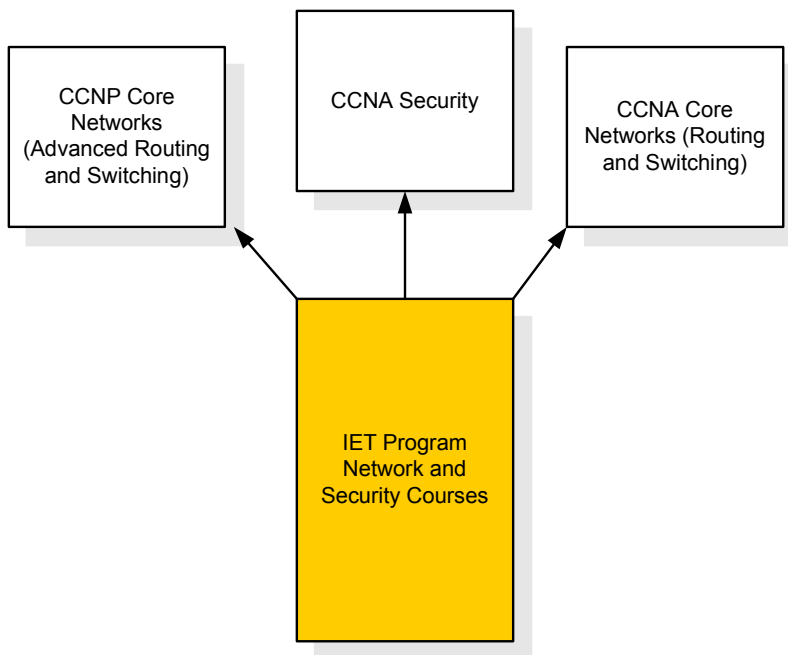 CCNP Core
Networks
(Advanced Routing
and Switching)
CCNA Security
CCNA Core
Networks (Routing
and Switching)
IET Program
Network and
Security Courses